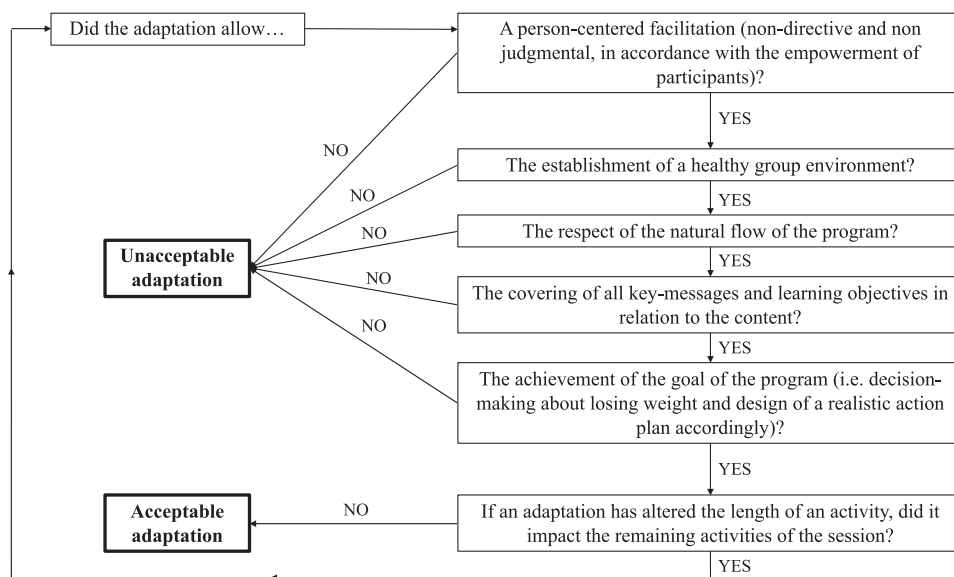 Did the adaptation allow…
A person-centered facilitation (non-directive and non
judgmental, in accordance with the empowerment of
participants)?
YES
NO
The establishment of a healthy group environment?
NO
YES
The respect of the natural flow of the program?
NO
YES
Unacceptable
adaptation
NO
The covering of all key-messages and learning objectives in
relation to the content?
NO
YES
The achievement of the goal of the program (i.e. decision-
making about losing weight and design of a realistic action
plan accordingly)?
YES
Acceptable
adaptation
NO
If an adaptation has altered the length of an activity, did it
impact the remaining activities of the session?
YES